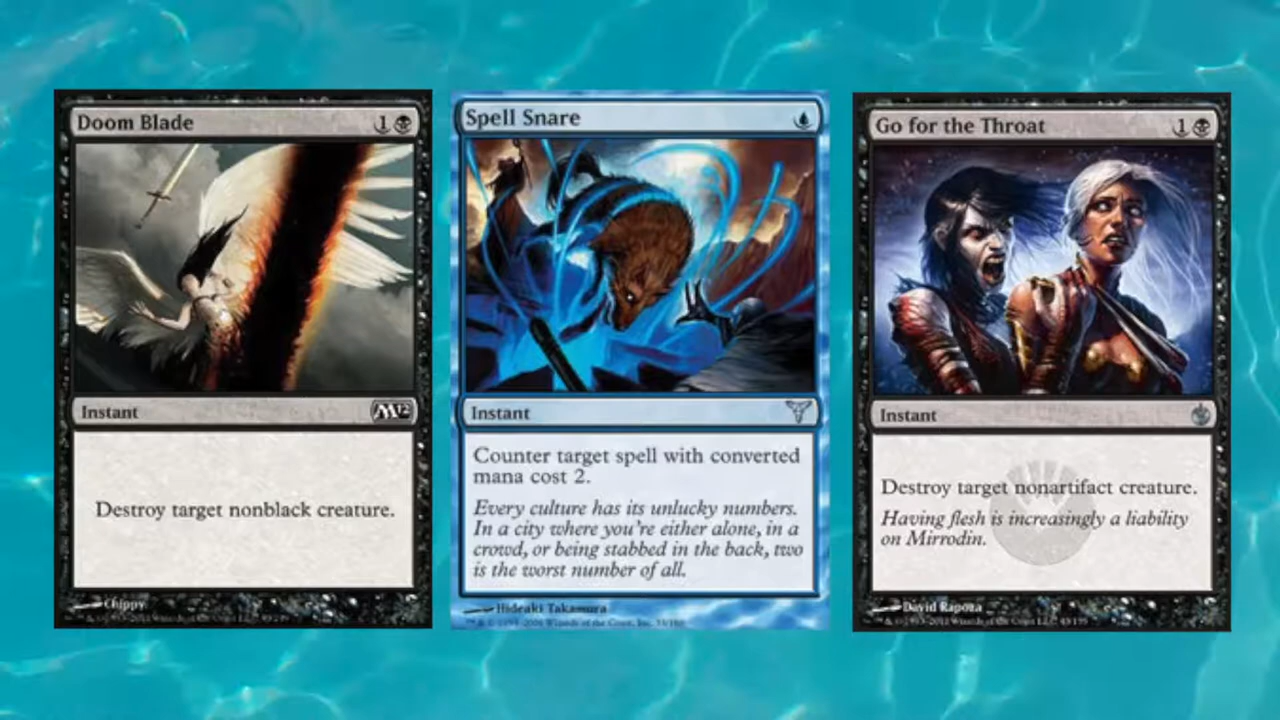 Doom Blade 1
Instant
M12
Destroy target nonblack creature.
Chippy
Spell Snare
Instant
Counter target spell with converted
mana cost 2.
Every culture has its unlucky numbers.
In a city where you're either alone, in a
crowd, or being stabbed in the back, two
is the worst number of all.
Hideaki Takamura
Go for the Throat 1
Instant
Destroy target nonartifact creature.
Having flesh is increasingly a liability
on Mirrodin.
David Rapoza